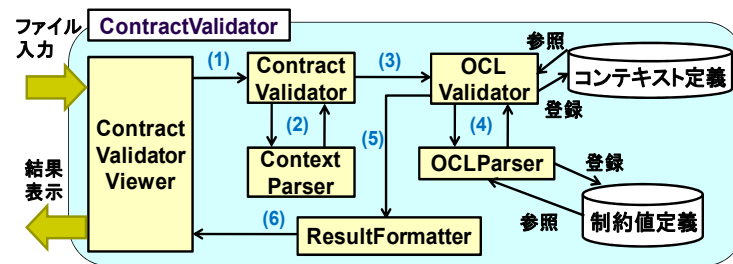 ファイル
入力
ContractValidator
(1)
Contract
Validator
(3)
OCL
Validator
参照
コンテキスト定義
登録
(2)
(5)
(4)
Contract
Validator
Viewer
Context
Parser
OCLParser
登録
結果
表示
(6)
ResultFormatter
参照
制約値定義